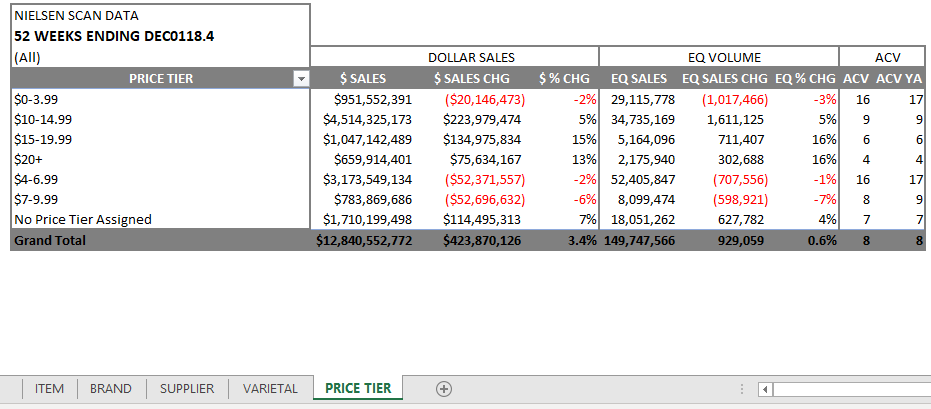 NIELSEN SCAN DATA
52 WEEKS ENDING DEC0118.4
(All)
DOLLAR SALES EQ VOLUME ACV
PRICE TIER $ SALES $ SALES CHG $ % CHG EQ SALES EQ SALES CHG EQ % CHG ACV ACV YA
$0-3.99 $951,552,391 ($20,146,473) -2% 29,115,778 (1,017,466) -3% 16 17
$10-14.99 $4,514,325,173 $223,979,474 5% 34,735,169 1,611,125 5% 9 9
$15-19.99 $1,047,142,489 $134,975,834 15% 5,164,096 711,407 16% 6 6
$20+ $659,914,401 $75,634,167 13% 2,175,940 302,688 16% 4 4
$4-6.99 $3,173,549,134 ($52,371,557) -2% 52,405,847 (707,556) -1% 16 17
$7-9.99 $783,869,686 ($52,696,632) -6% 8,099,474 (598,921) -7% 8 9
No Price Tier Assigned $1,710,199,498 $114,495,313 7% 18,051,262 627,782 4% 7 7
Grand Total $12,840,552,772 $423,870,126 3.4% 149,747,566 929,059 0.6% 8 8
ITEM BRAND SUPPLIER VARIETAL PRICE TIER